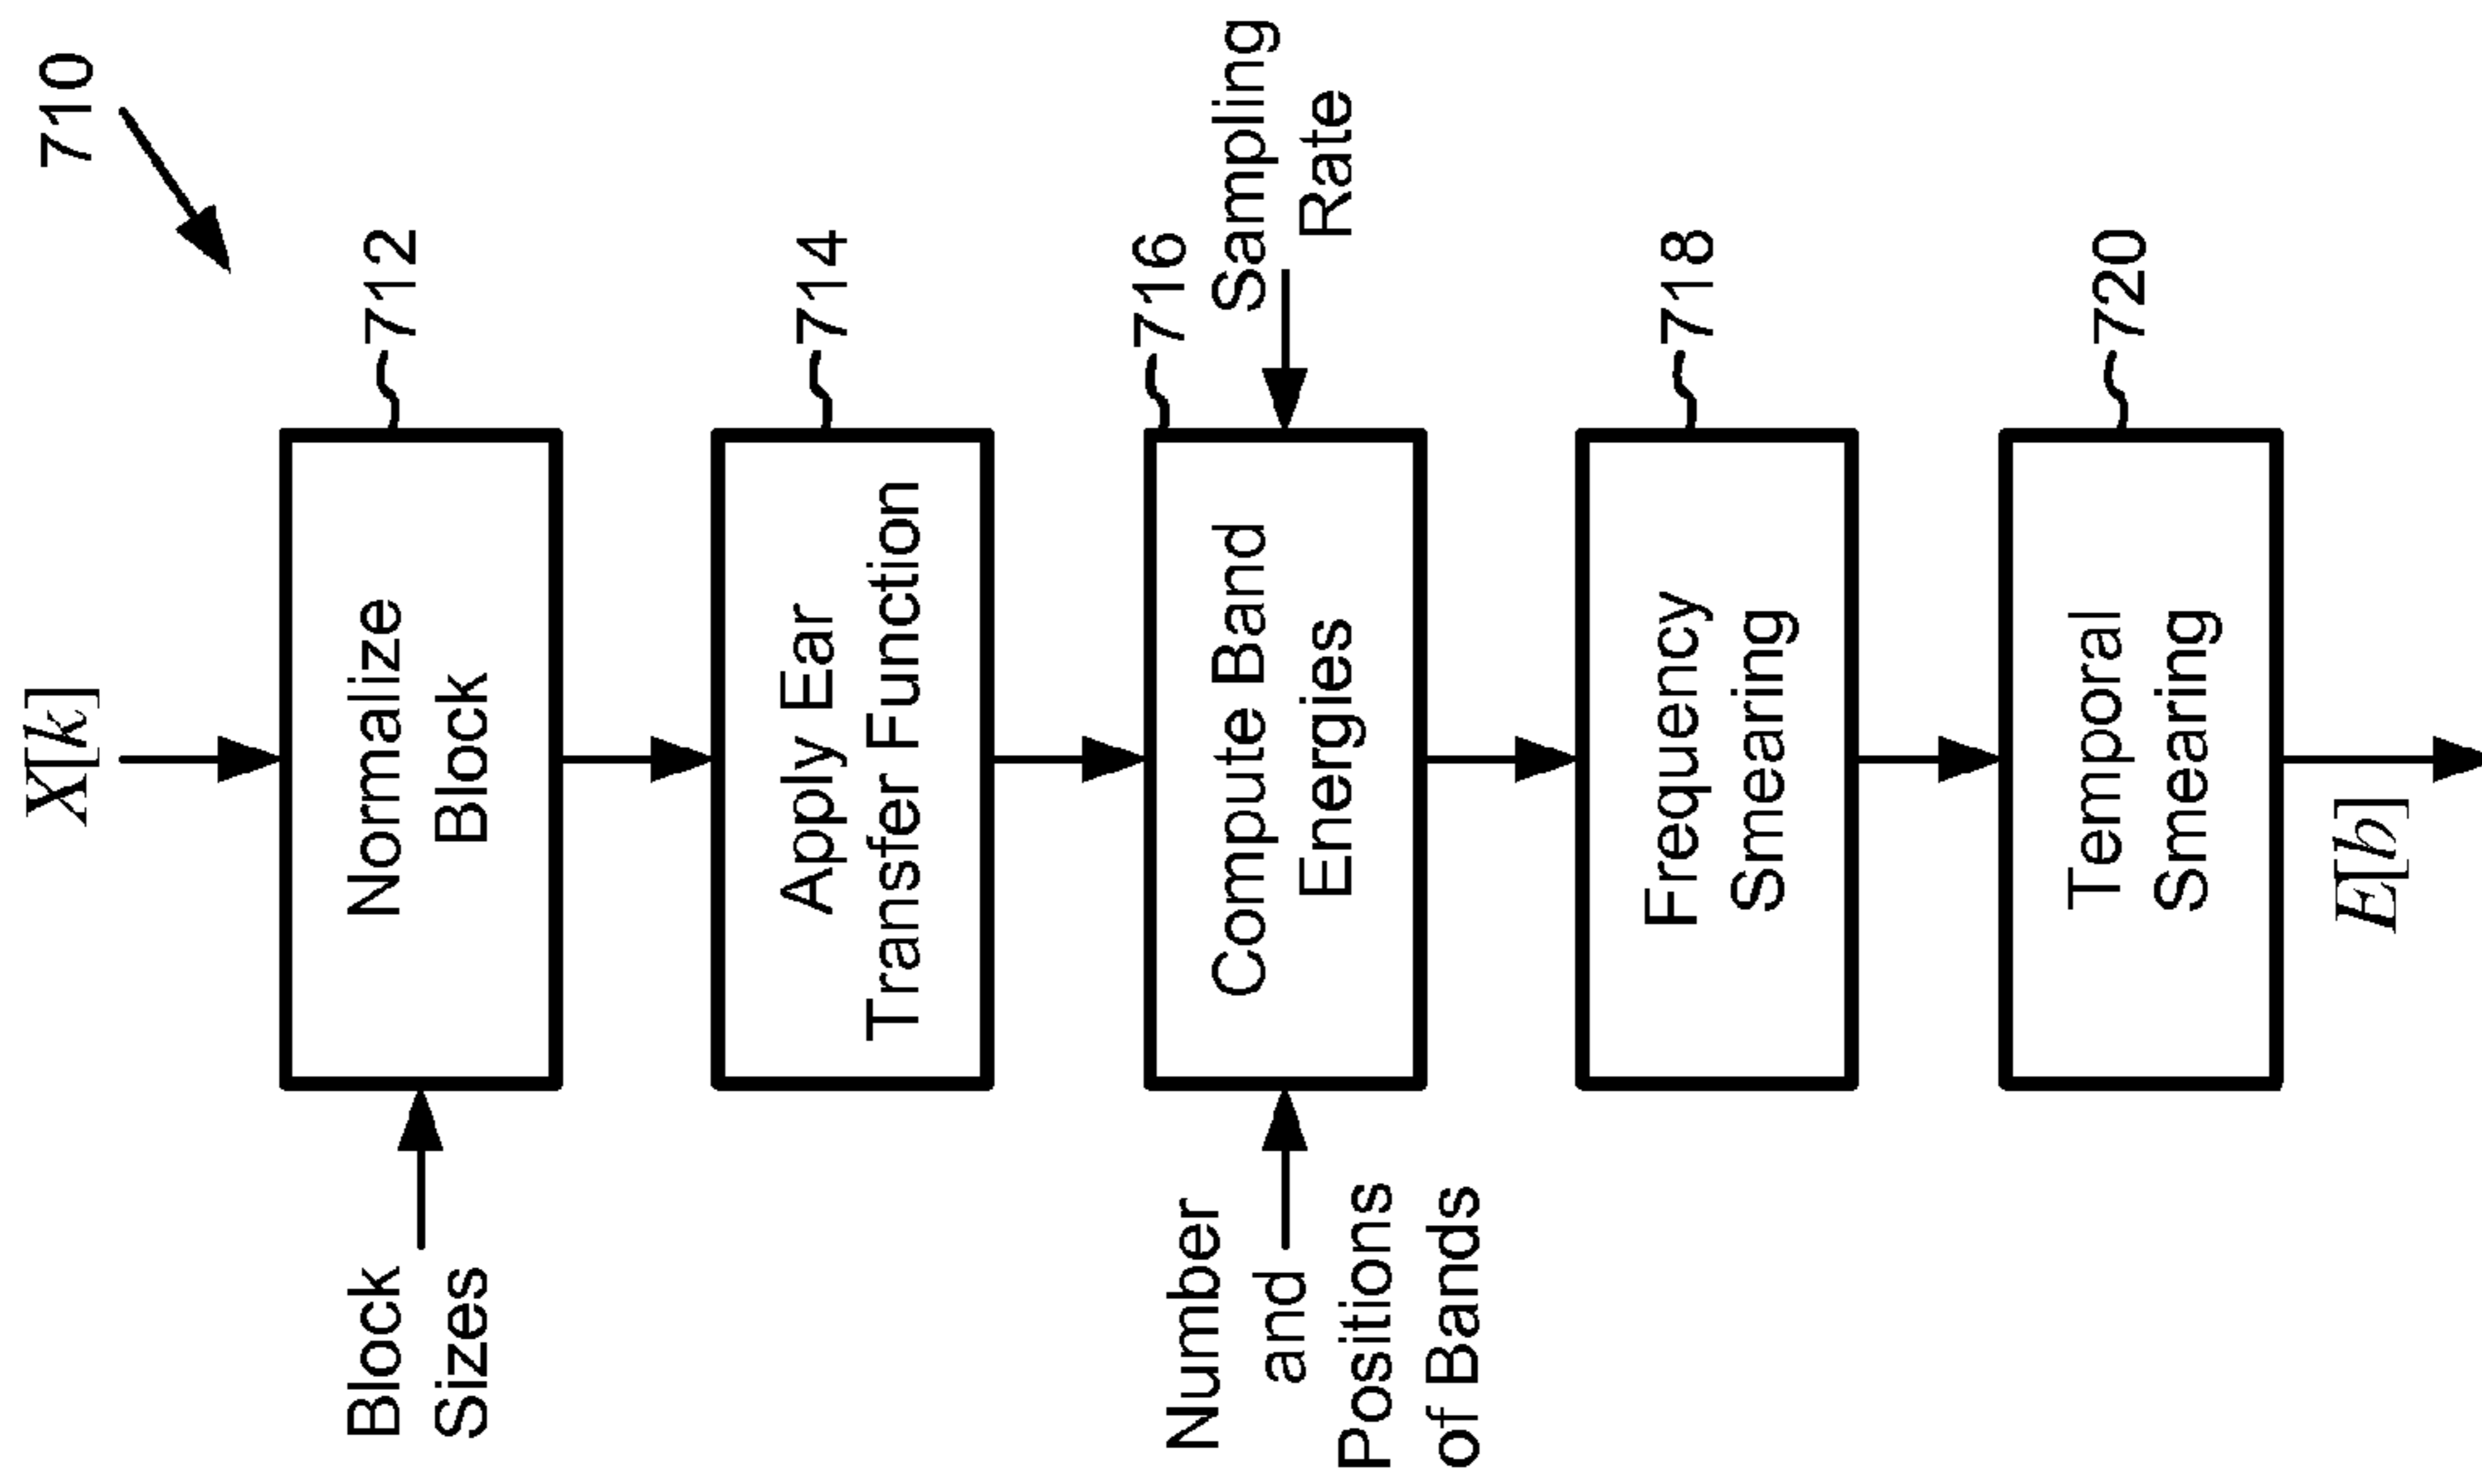 710
X[k]
Block
Sizes
Normalize
Block
712
Apply Ear
Transfer Function
714
Number
and
Positions
of Bands
Compute Band
Energies
716
Sampling
Rate
Frequency
Smearing
718
Temporal
Smearing
720
E[b]